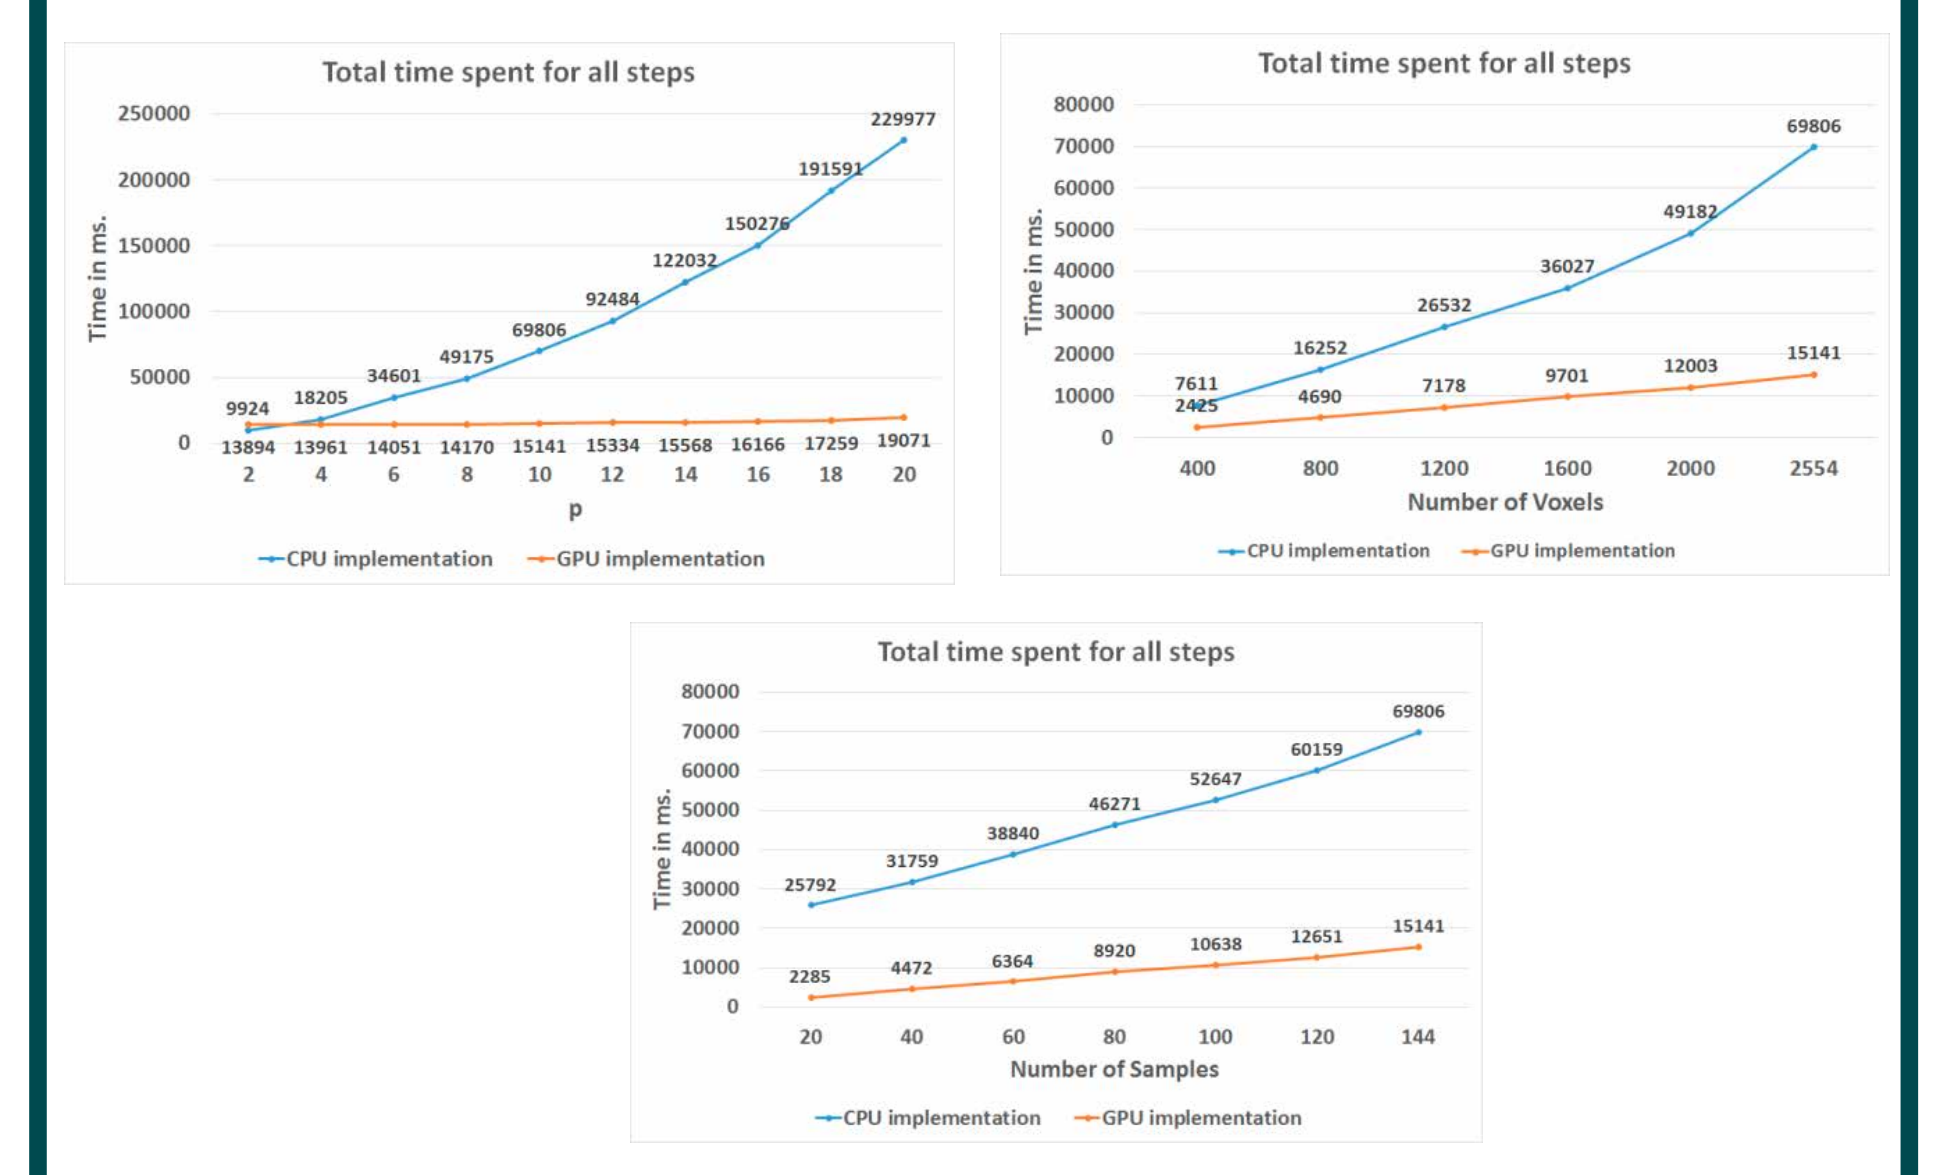 Total time spent for all steps
250000
200000
150000
100000
50000
0
Time in ms.
229977
191591
150276
122032
92484
69806
49175
34601
18205
9924
13894 13961 14051 14170 15141 15334 15568 16166 17259 19071
2 4 6 8 10 12 14 16 18 20
p
CPU implementation GPU implementation
Total time spent for all steps
80000
70000
60000
50000
40000
30000
20000
10000
0
Time in ms.
69806
49182
36027
26532
16252
7611
2425 4690 7178 9701 12003 15141
400 800 1200 1600 2000 2554
Number of Voxels
CPU implementation GPU implementation
Total time spent for all steps
80000
70000
60000
50000
40000
30000
20000
10000
0
Time in ms.
69806
60159
52647
46271
38840
31759
25792
2285 4472 6364 8920 10638 12651 15141
20 40 60 80 100 120 144
Number of Samples
CPU implementation GPU implementation